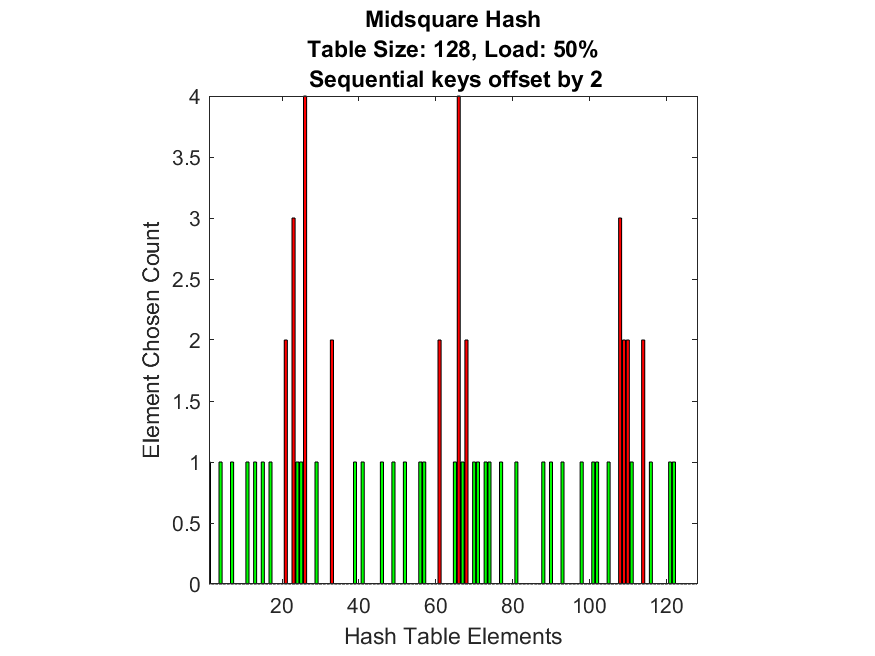 Midsquare Hash
Table Size: 128, Load: 50%
Sequential keys offset by 2
4
3.5
3
2.5
2
1.5
1
0.5
0
Element Chosen Count
20 40 60 80 100 120
Hash Table Elements